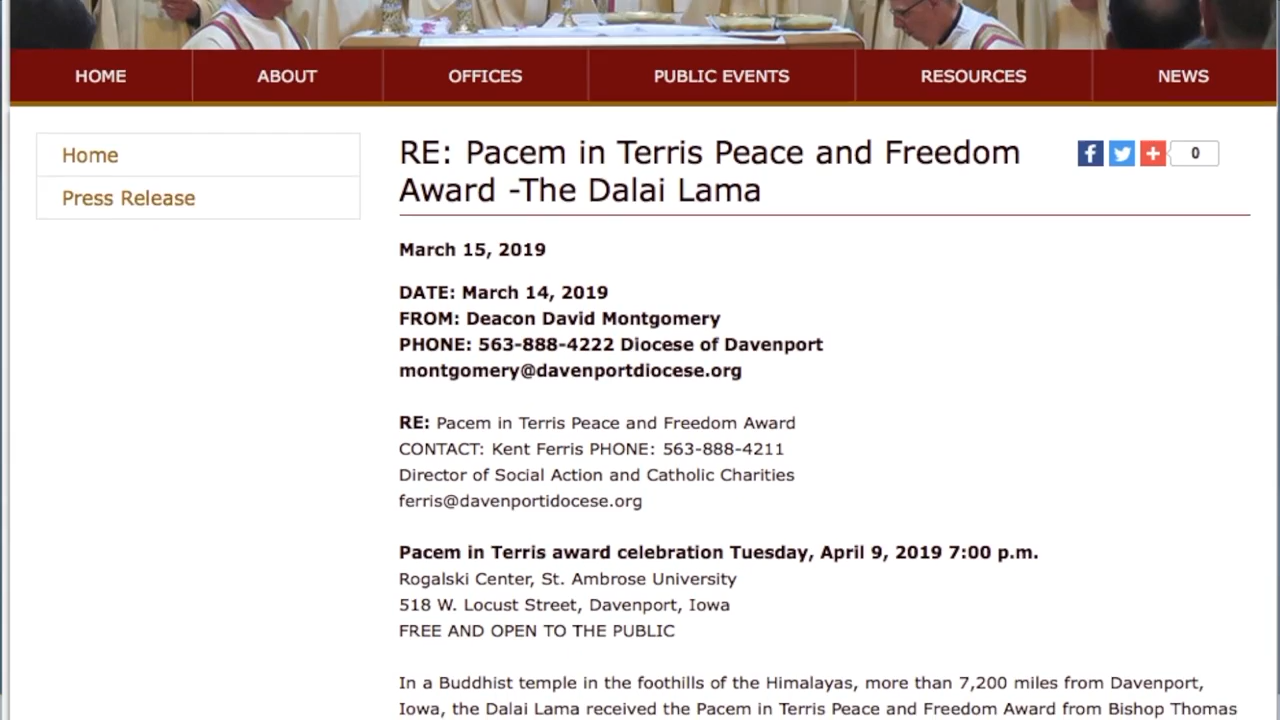 HOME ABOUT OFFICES PUBLIC EVENTS RESOURCES NEWS
Home
Press Release
RE: Pacem in Terris Peace and Freedom
Award -The Dalai Lama
0
March 15, 2019
DATE: March 14, 2019
FROM: Deacon David Montgomery
PHONE: 563-888-4222 Diocese of Davenport
montgomery@davenportdiocese.org
RE: Pacem in Terris Peace and Freedom Award
CONTACT: Kent Ferris PHONE: 563-888-4211
Director of Social Action and Catholic Charities
ferris@davenportidocese.org
Pacem in Terris award celebration Tuesday, April 9, 2019 7:00 p.m.
Rogalski Center, St. Ambrose University
518 W. Locust Street, Davenport, Iowa
FREE AND OPEN TO THE PUBLIC
In a Buddhist temple in the foothills of the Himalayas, more than 7,200 miles from Davenport,
Iowa, the Dalai Lama received the Pacem in Terris Peace and Freedom Award from Bishop Thomas